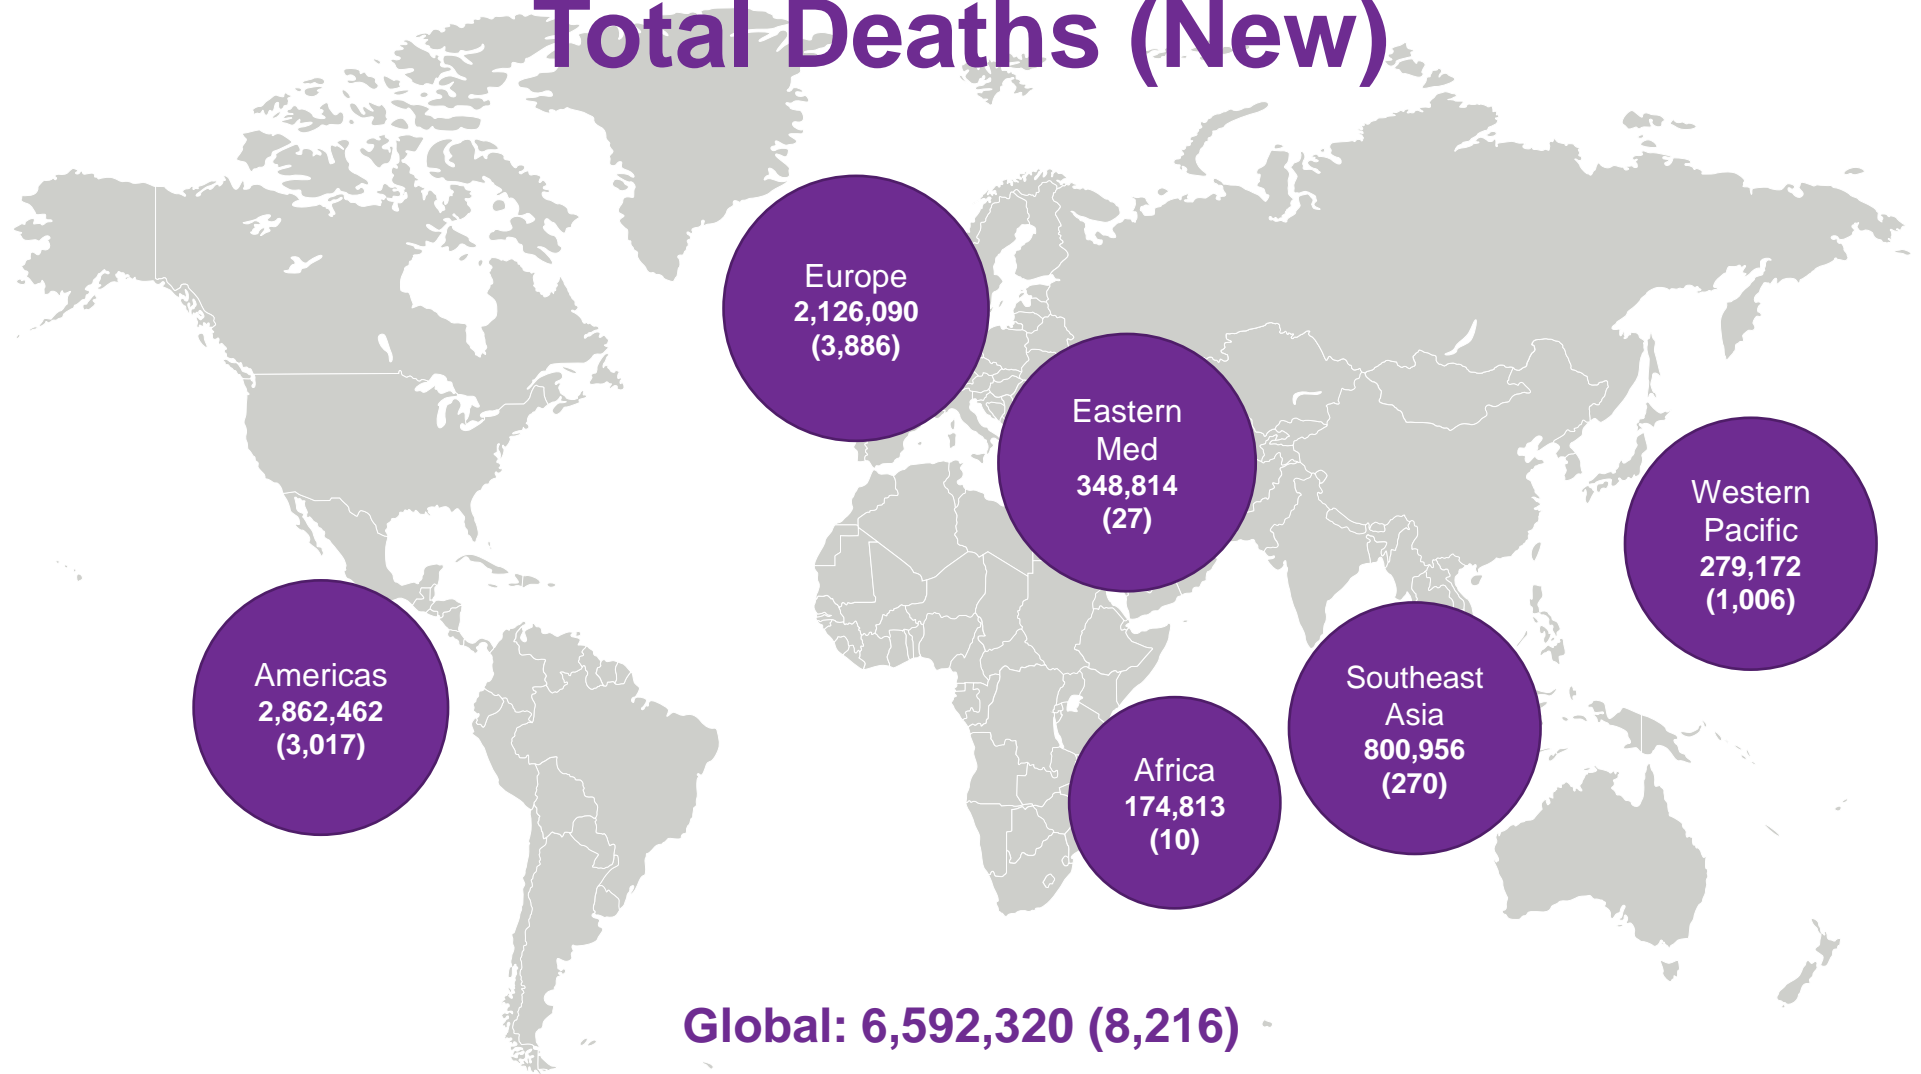 Total Deaths (New)
Europe
2,126,090
(3,886)
Eastern
Med
348,814
(27)
Western
Pacific
279,172
(1,006)
Americas
2,862,462
(3,017)
Southeast
Asia
800,956
(270)
Africa
174,813
(10)
Global: 6,592,320 (8,216)